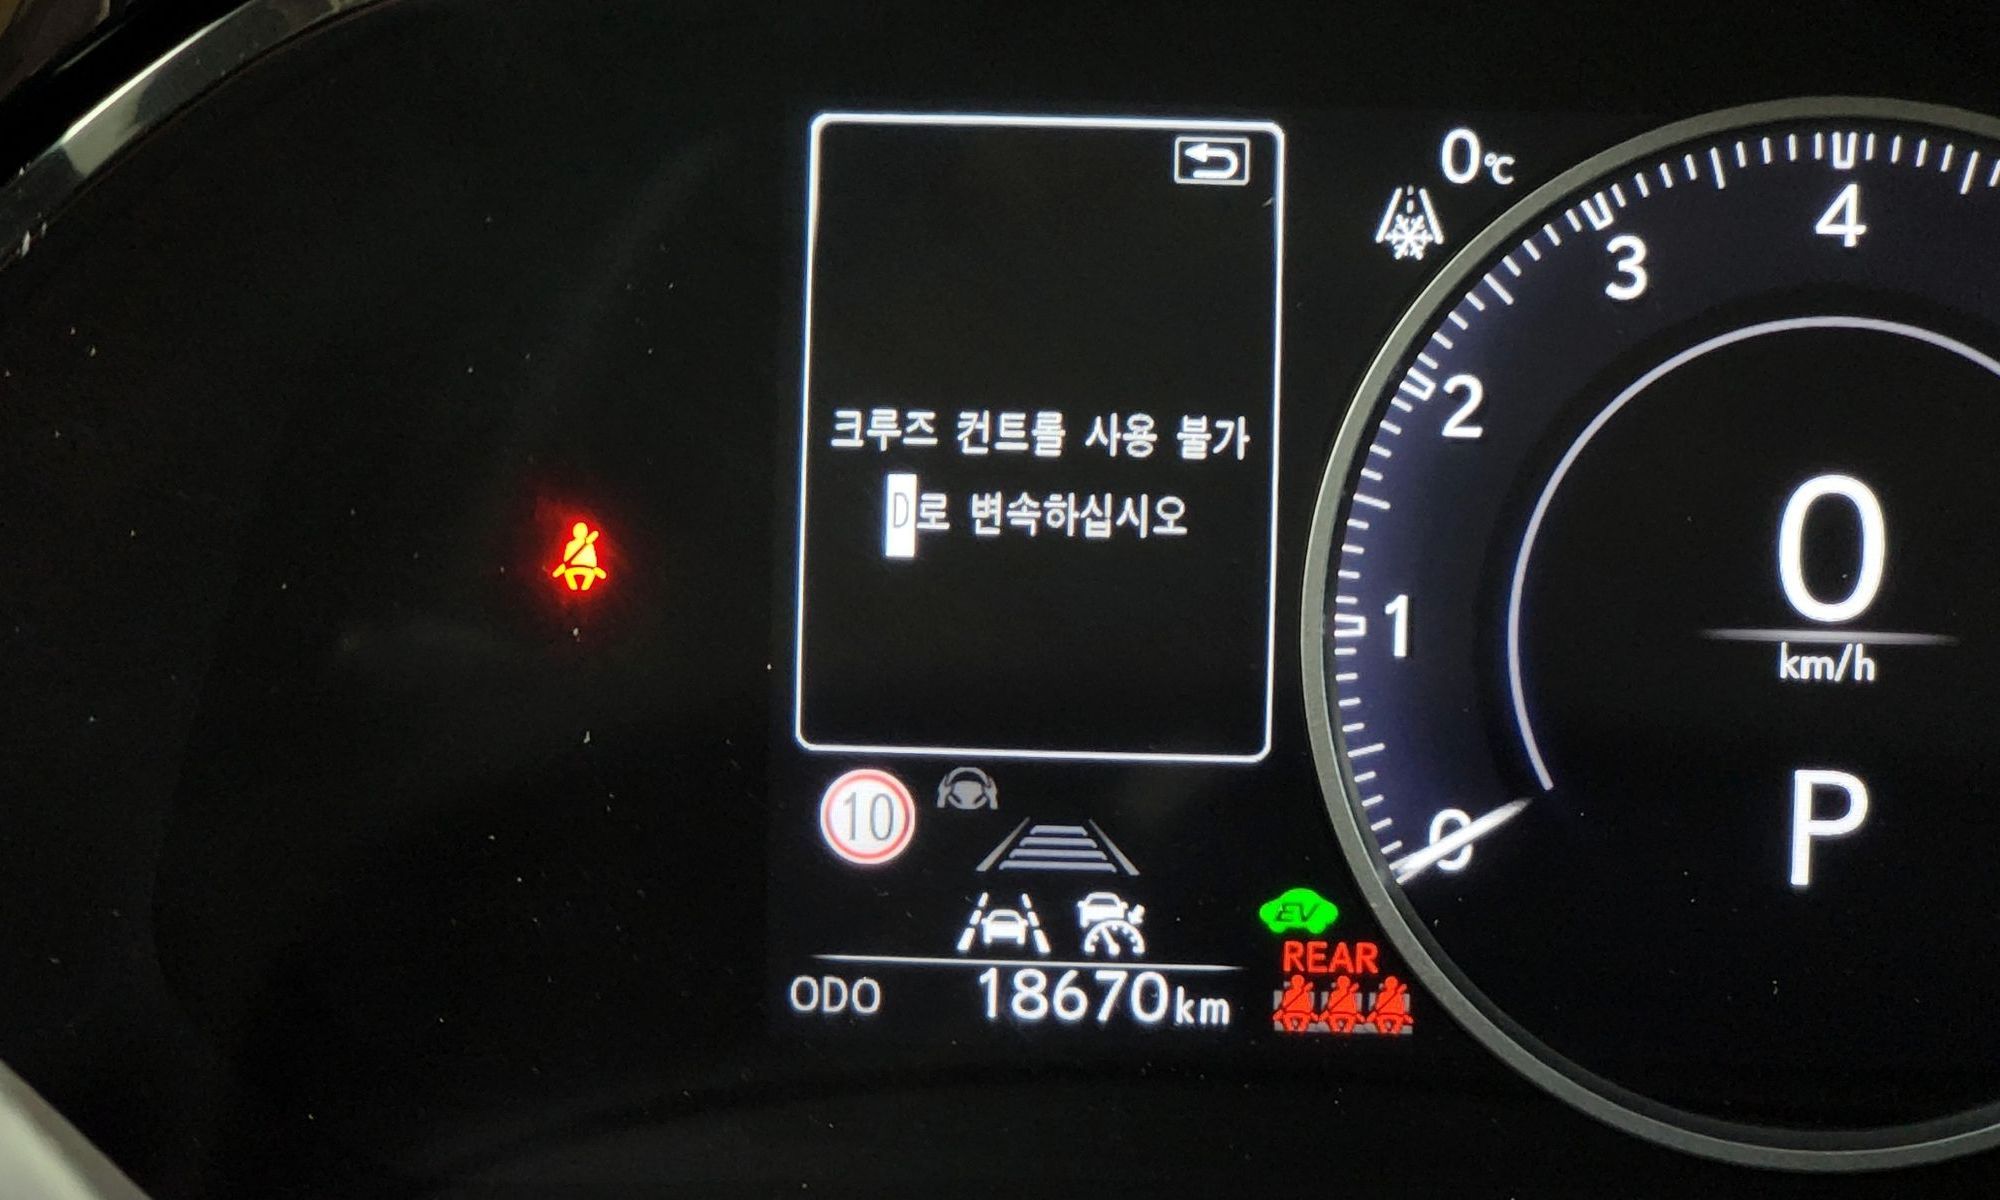 0℃
크루즈 컨트롤 사용 불가
D로 변속하십시오
10
ODO 18670km
EV
REAR
4
3
2
1
0
0
km/h
P